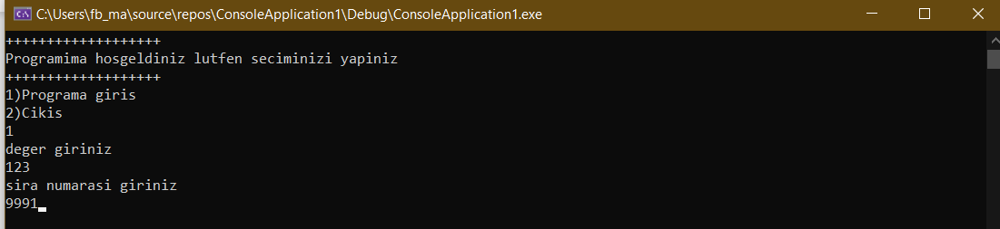 C:\Users\fb_ma\source\repos\ConsoleApplication1\Debug\ConsoleApplication1.exe
+++++++++++++++++++
Programima hosgeldiniz lutfen seciminizi yapiniz
+++++++++++++++++++
1)Programa giris
2)Cikis
1
deger giriniz
123
sira numarasi giriniz
9991